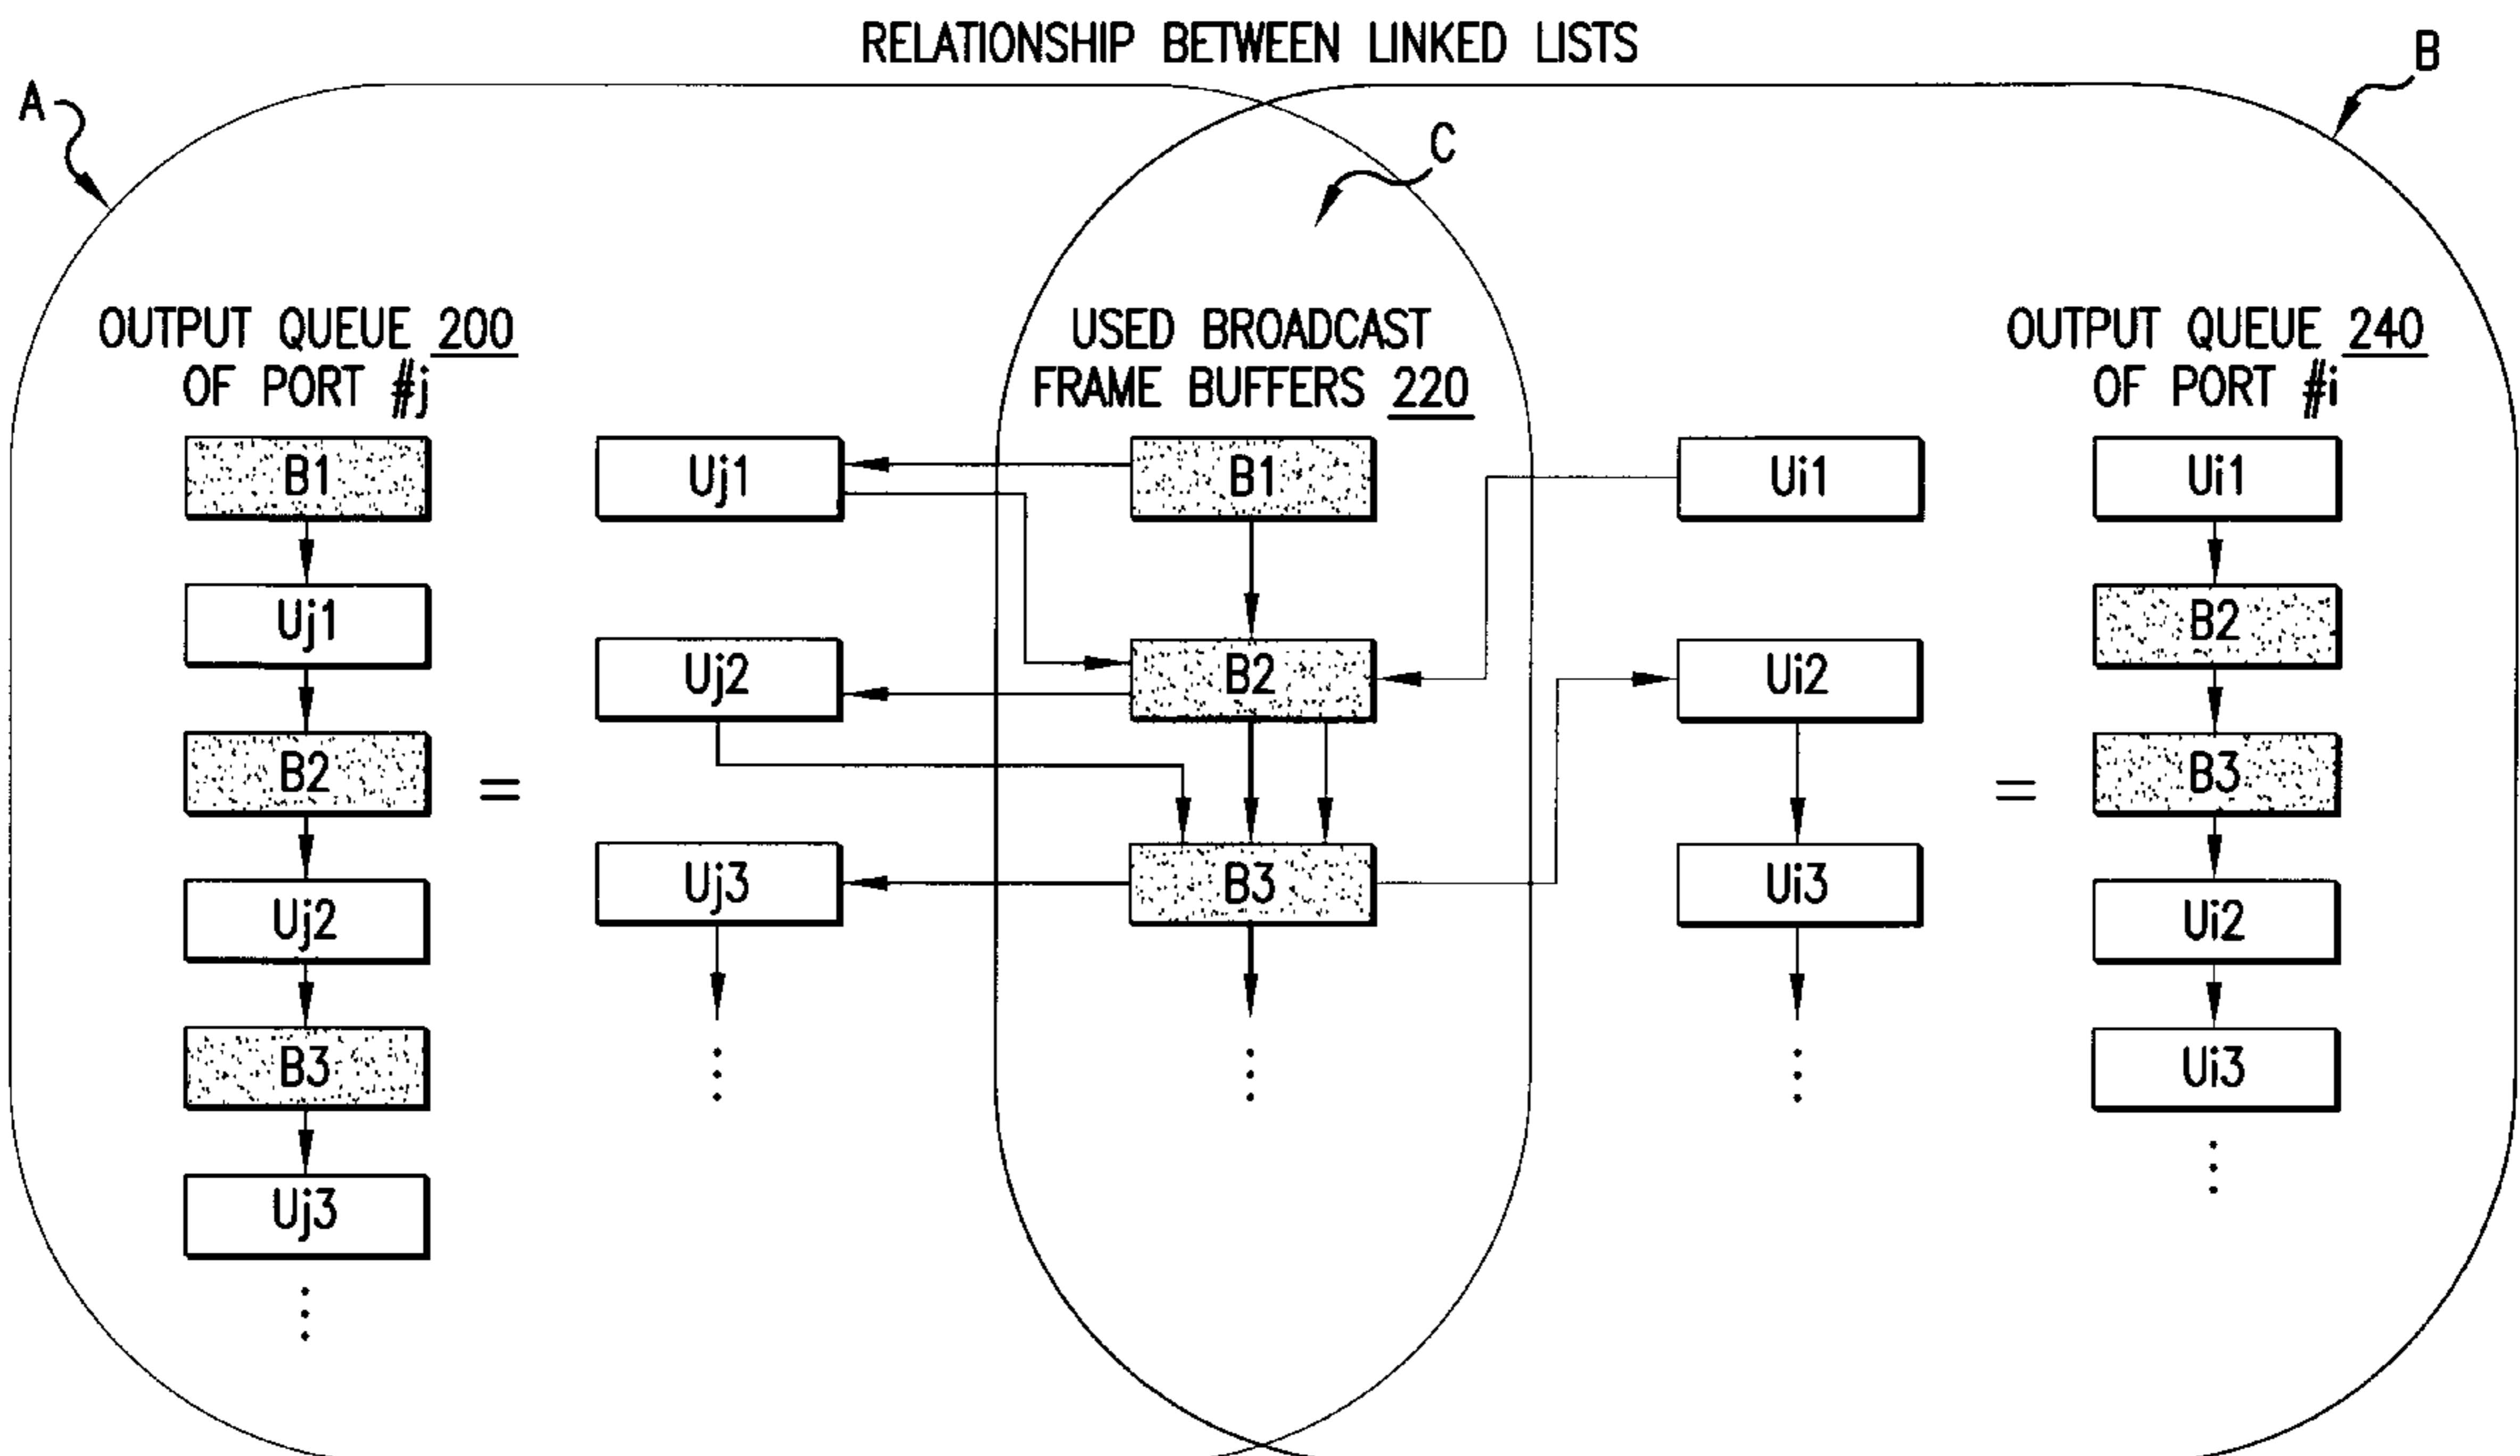 RELATIONSHIP BETWEEN LINKED LISTS
A
B
C
OUTPUT QUEUE 200
OF PORT #j
B1
Uj1
B2
Uj2
B3
Uj3
=
Uj1
Uj2
Uj3
USED BROADCAST
FRAME BUFFERS 220
B1
B2
B3
Ui1
Ui2
Ui3
=
OUTPUT QUEUE 240
OF PORT #i
Ui1
B2
B3
Ui2
Ui3